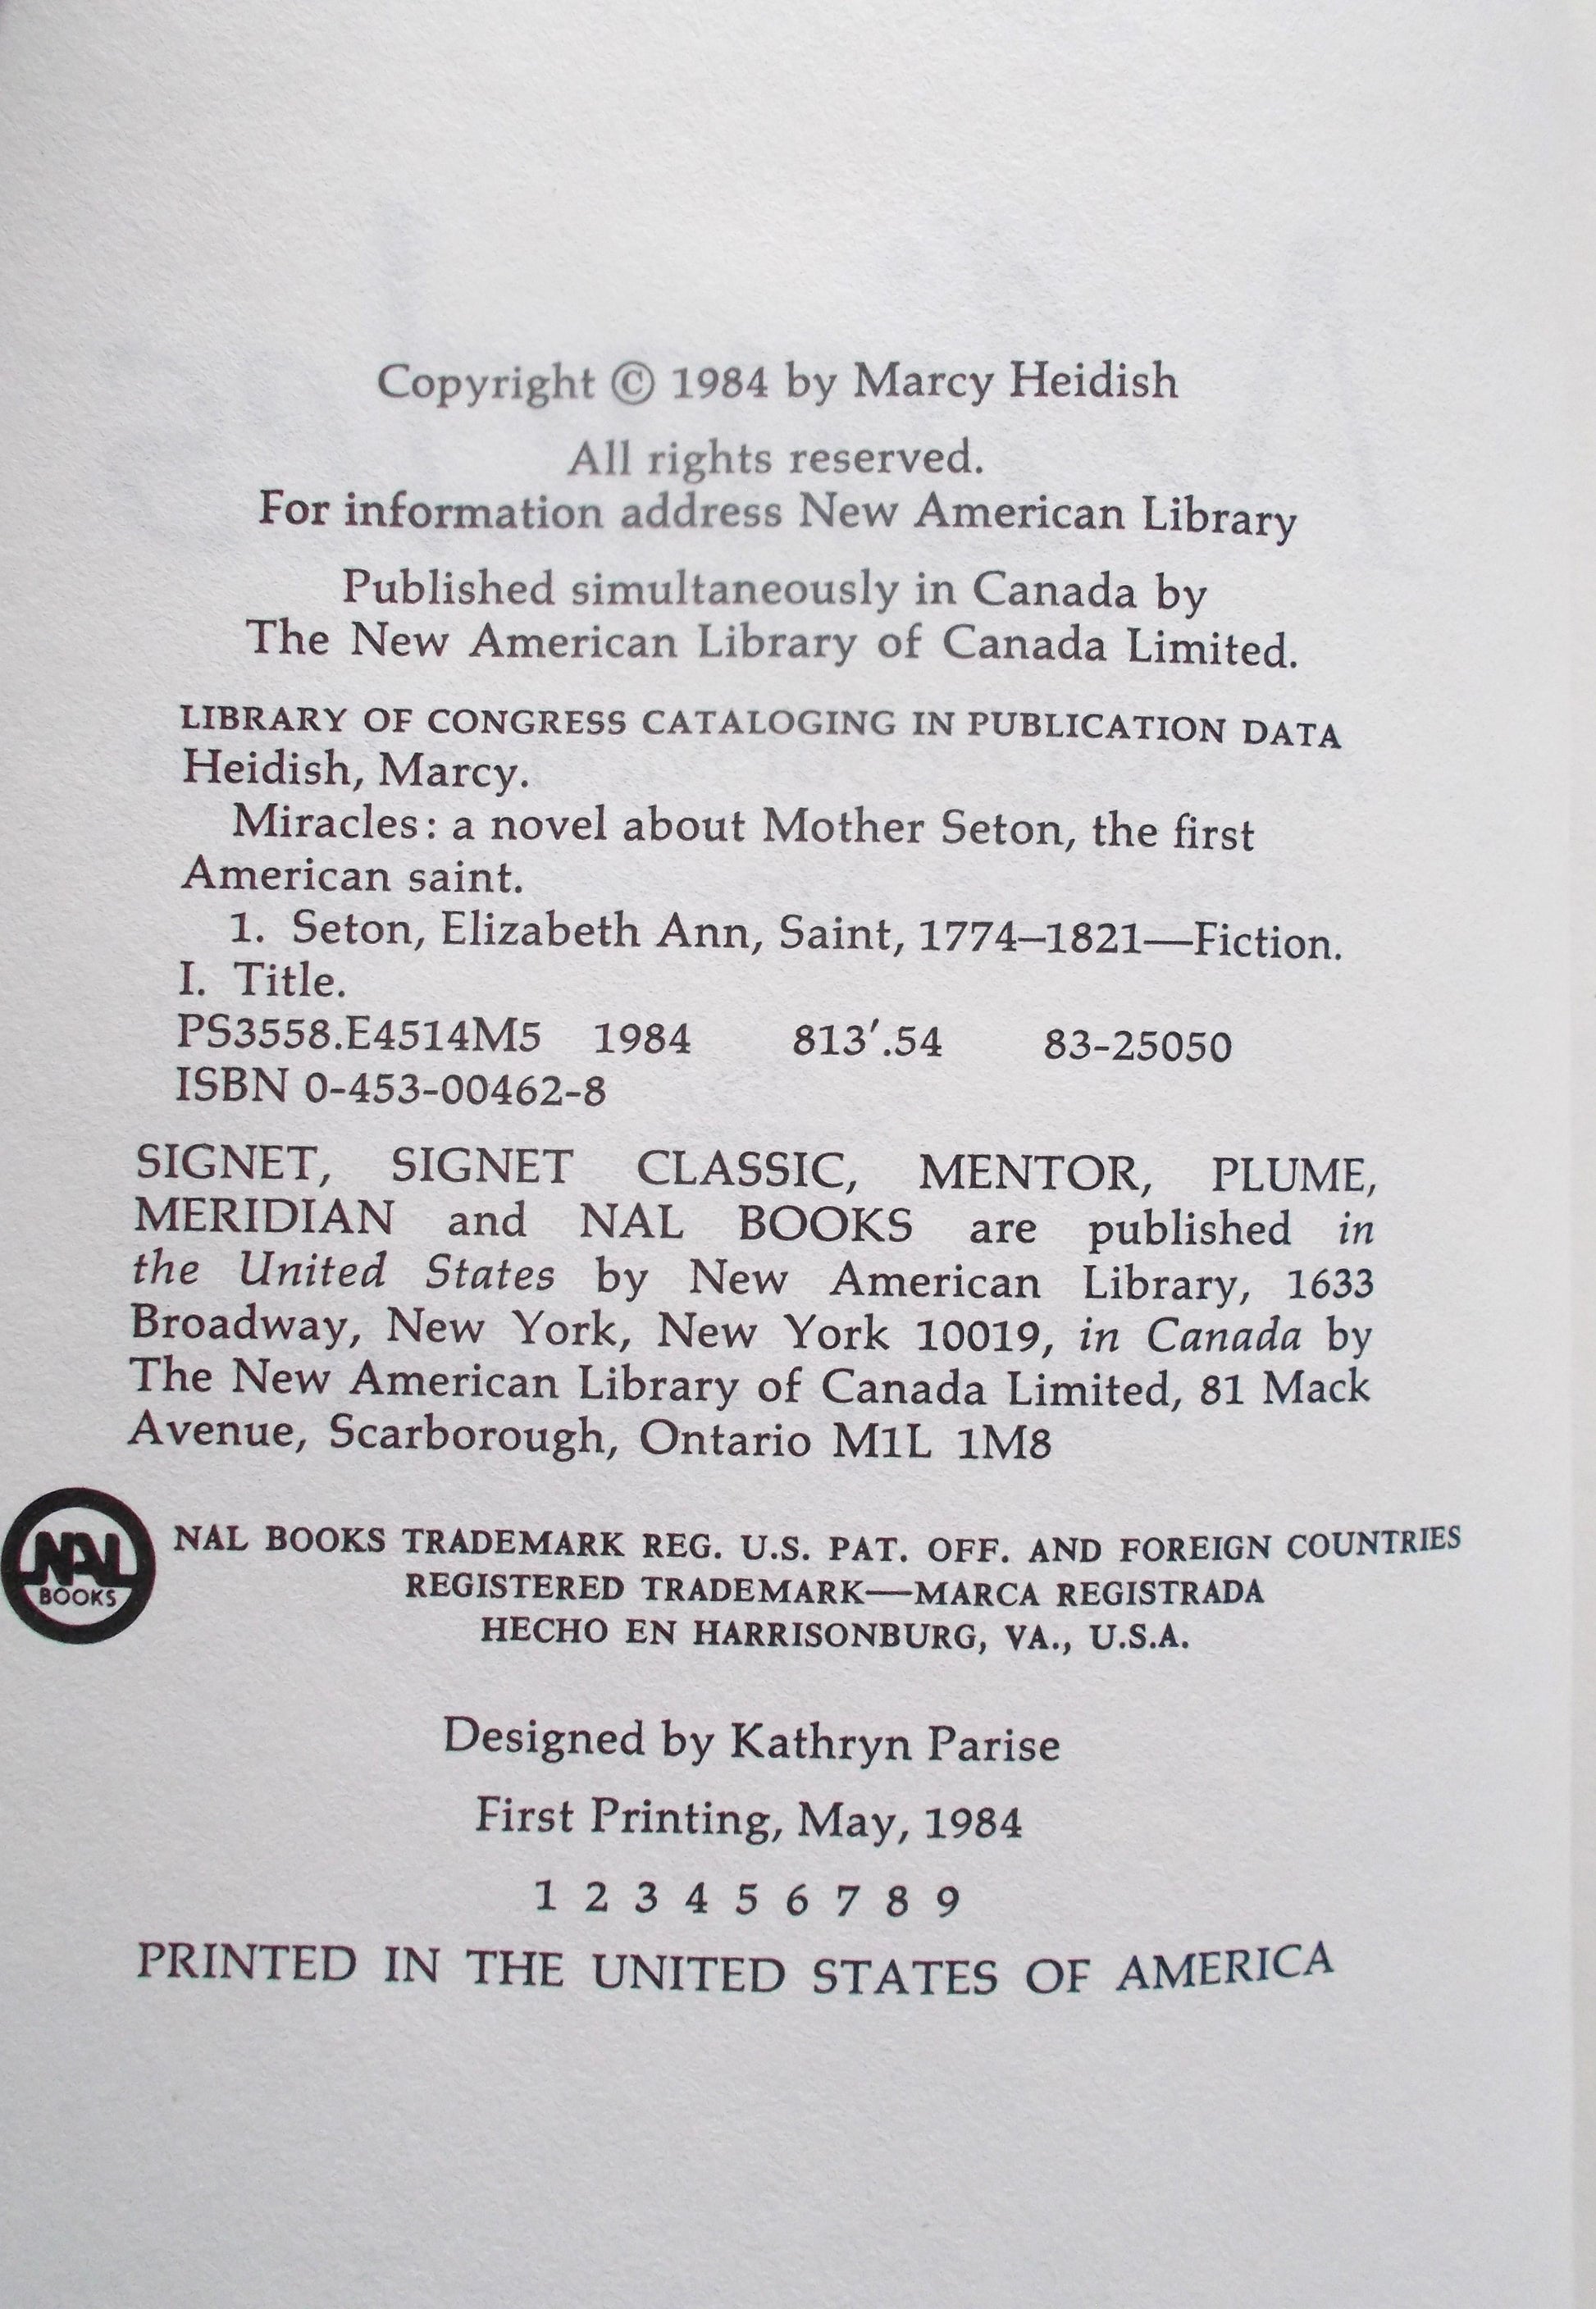 Copyright © 1984 by Marcy Heidish
All rights reserved.
For information address New American Library
Published simultaneously in Canada by
The New American Library of Canada Limited.
LIBRARY OF CONGRESS CATALOGING IN PUBLICATION DATA
Heidish, Marcy.
Miracles: a novel about Mother Seton, the first
American saint.
1. Seton, Elizabeth Ann, Saint, 1774–1821—Fiction.
I. Title.
PS3558.E4514M5 1984 813′.54 83-25050
ISBN 0-453-00462-8
SIGNET, SIGNET CLASSIC, MENTOR, PLUME,
MERIDIAN and NAL BOOKS are published in
the United States by New American Library, 1633
Broadway, New York, New York 10019, in Canada by
The New American Library of Canada Limited, 81 Mack
Avenue, Scarborough, Ontario M1L 1M8
NAL
BOOKS
NAL BOOKS TRADEMARK REG. U.S. PAT. OFF. AND FOREIGN COUNTRIES
REGISTERED TRADEMARK—MARCA REGISTRADA
HECHO EN HARRISONBURG, VA., U.S.A.
Designed by Kathryn Parise
First Printing, May, 1984
1 2 3 4 5 6 7 8 9
PRINTED IN THE UNITED STATES OF AMERICA